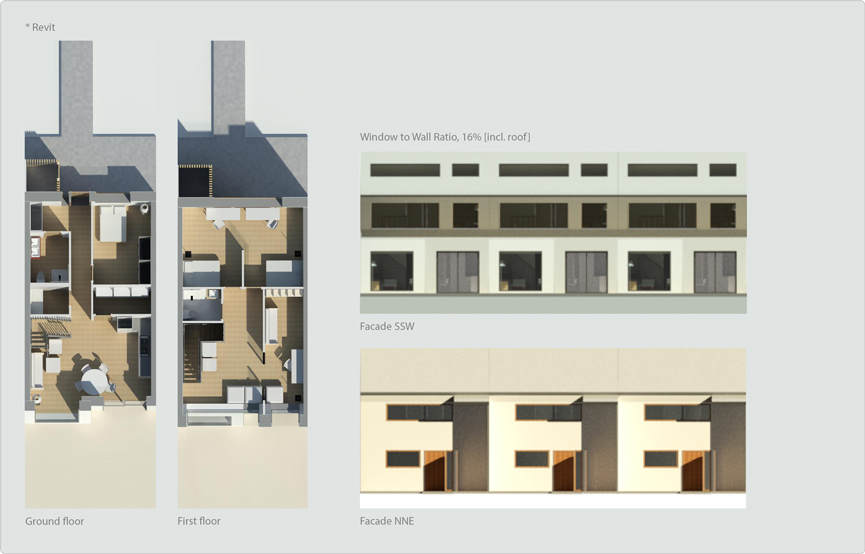 * Revit
Window to Wall Ratio, 16% [incl. roof]
Facade SSW
Ground floor
First floor
Facade NNE